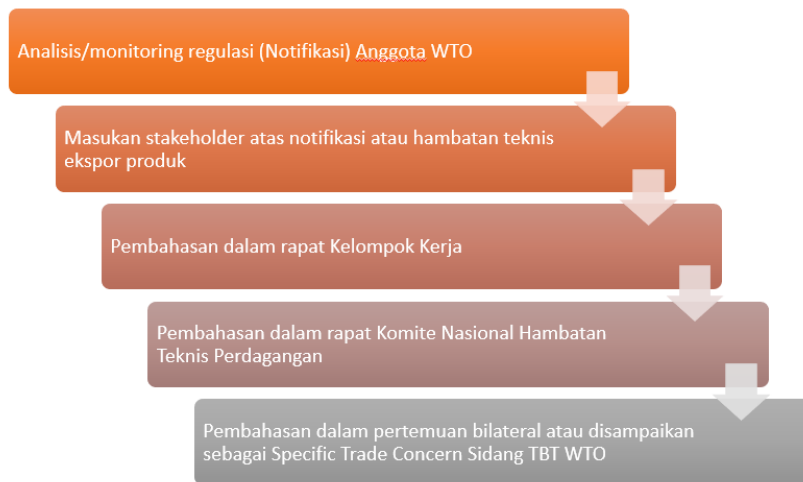 Analisis/monitoring regulasi (Notifikasi) Anggota WTO
Masukan stakeholder atas notifikasi atau hambatan teknis
ekspor produk
Pembahasan dalam rapat Kelompok Kerja
Pembahasan dalam rapat Komite Nasional Hambatan
Teknis Perdagangan
Pembahasan dalam pertemuan bilateral atau disampaikan
sebagai Specific Trade Concern Sidang TBT WTO